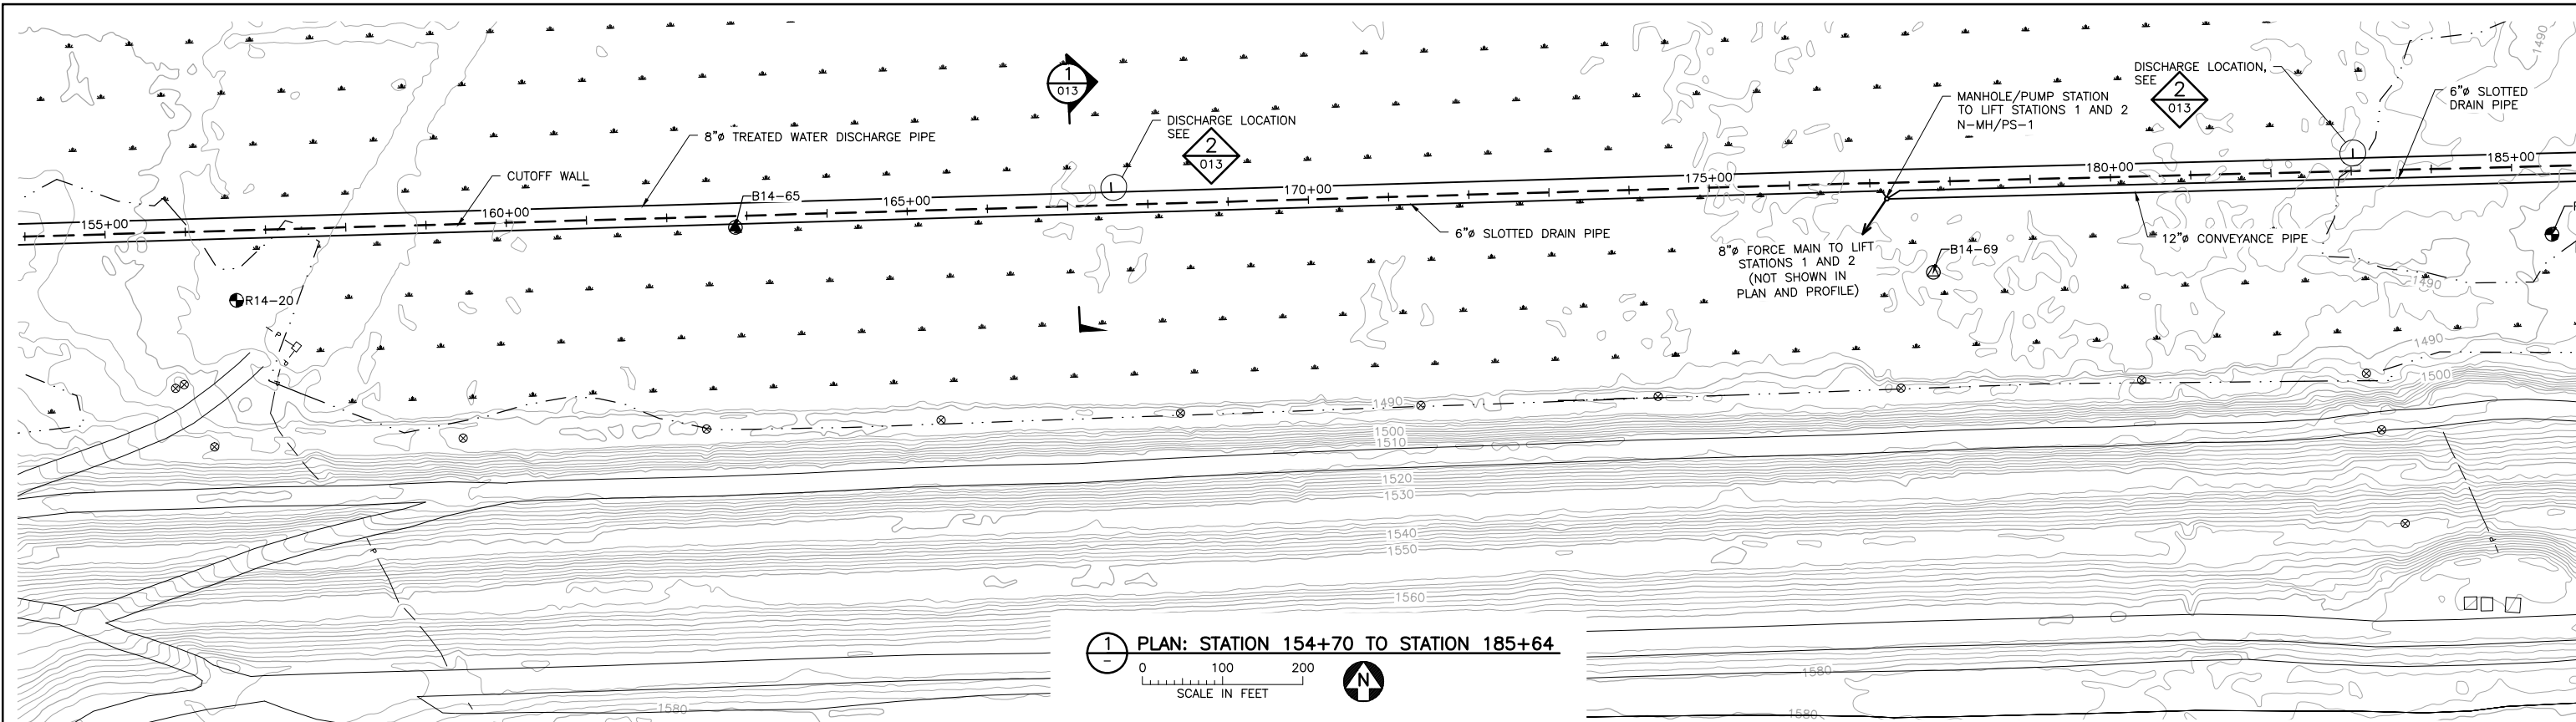 1
013
DISCHARGE LOCATION
SEE
2
013
8"ø TREATED WATER DISCHARGE PIPE
CUTOFF WALL
B14-65
MANHOLE/PUMP STATION
TO LIFT STATIONS 1 AND 2
N-MH/PS-1
DISCHARGE LOCATION,
SEE
2
013
6"ø SLOTTED
DRAIN PIPE
1490
155+00
160+00
165+00
170+00
175+00
180+00
185+00
L
L
6"ø SLOTTED DRAIN PIPE
8"ø FORCE MAIN TO LIFT
STATIONS 1 AND 2
(NOT SHOWN IN
PLAN AND PROFILE)
12"ø CONVEYANCE PIPE
B14-69
R14-20
P
P
P
1490
1490
1500
1490
1500
1510
1520
1530
1540
1550
1560
P
P
1580
1580
1580
1
-
PLAN: STATION 154+70 TO STATION 185+64
0 100 200
SCALE IN FEET
N